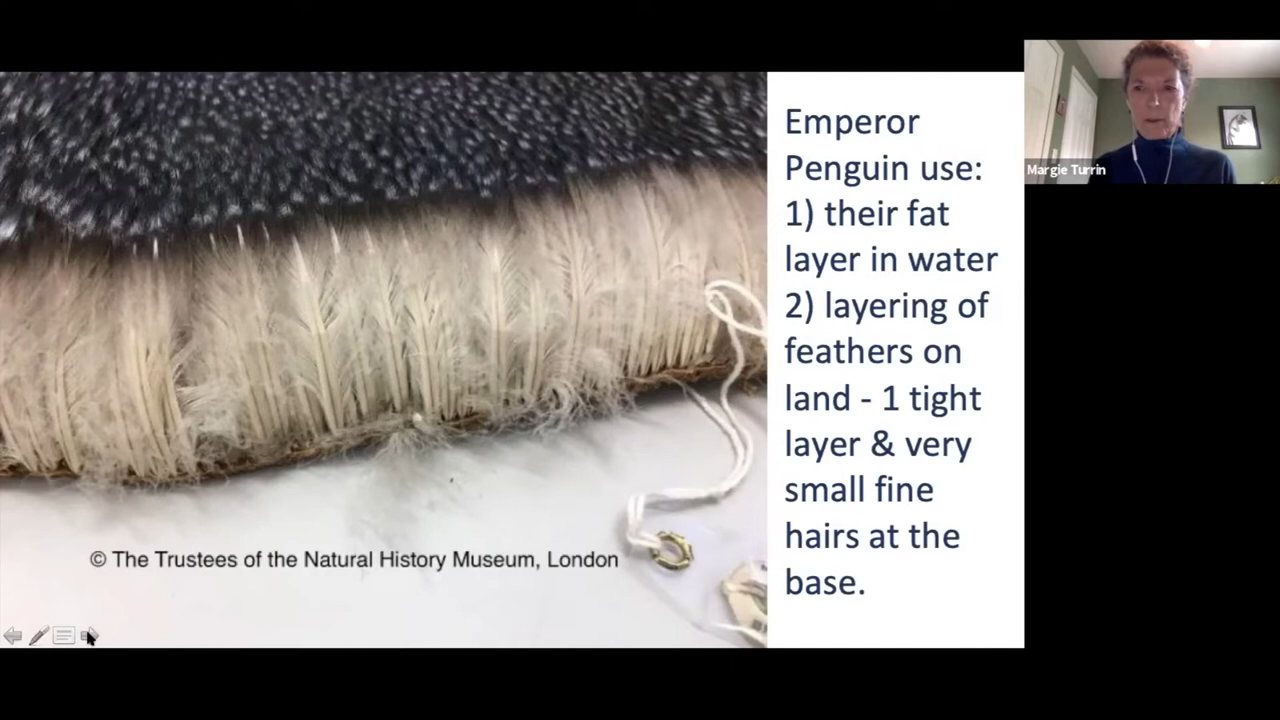 Emperor
Penguin use:
1) their fat
layer in water
2) layering of
feathers on
land - 1 tight
layer & very
small fine
hairs at the
base.
© The Trustees of the Natural History Museum, London
Margie Turrin